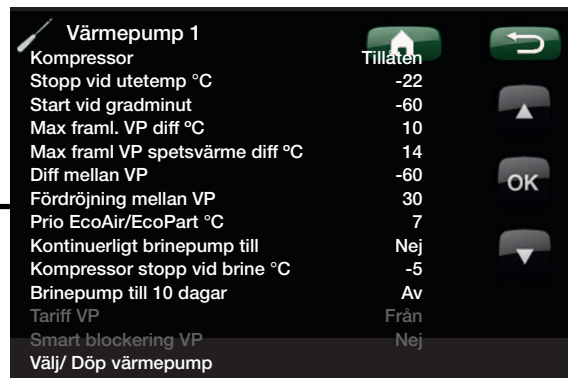 Värmepump 1
Kompressor Tillåten
Stopp vid utetemp °C -22
Start vid gradminut -60
Max framl. VP diff ºC 10
Max framl VP spetsvärme diff ºC 14
Diff mellan VP -60
Fördröjning mellan VP 30
Prio EcoAir/EcoPart °C 7
Kontinuerligt brinepump till Nej
Kompressor stopp vid brine °C -5
Brinepump till 10 dagar Av
Tariff VP Från
Smart blockering VP Nej
Välj/ Döp värmepump
OK